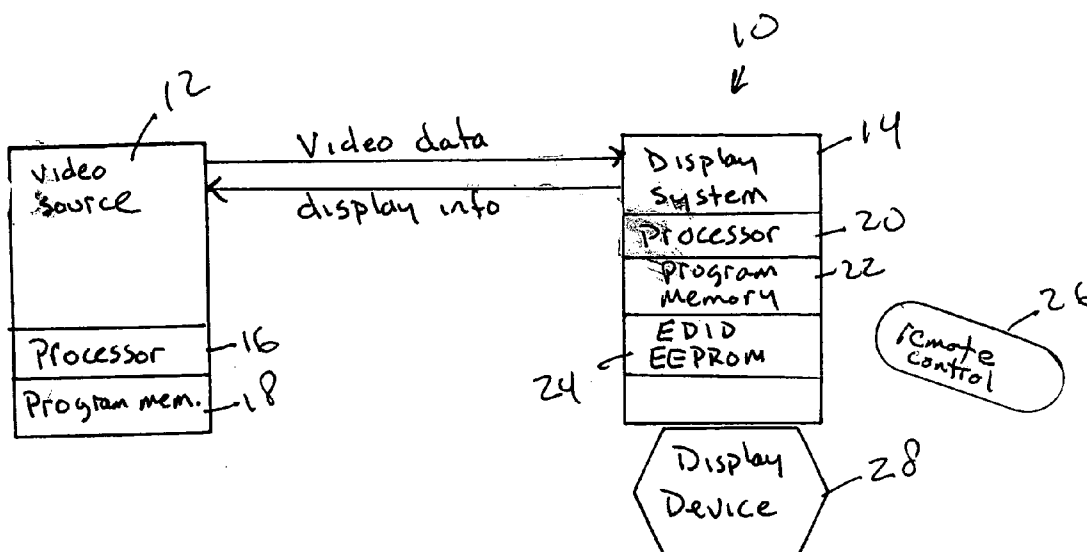 10
12
Video source
Video data
display info
Display System
14
Processor
20
Program Memory
22
EDID EEPROM
24
Processor
16
Program mem.
18
remote control
26
Display Device
28